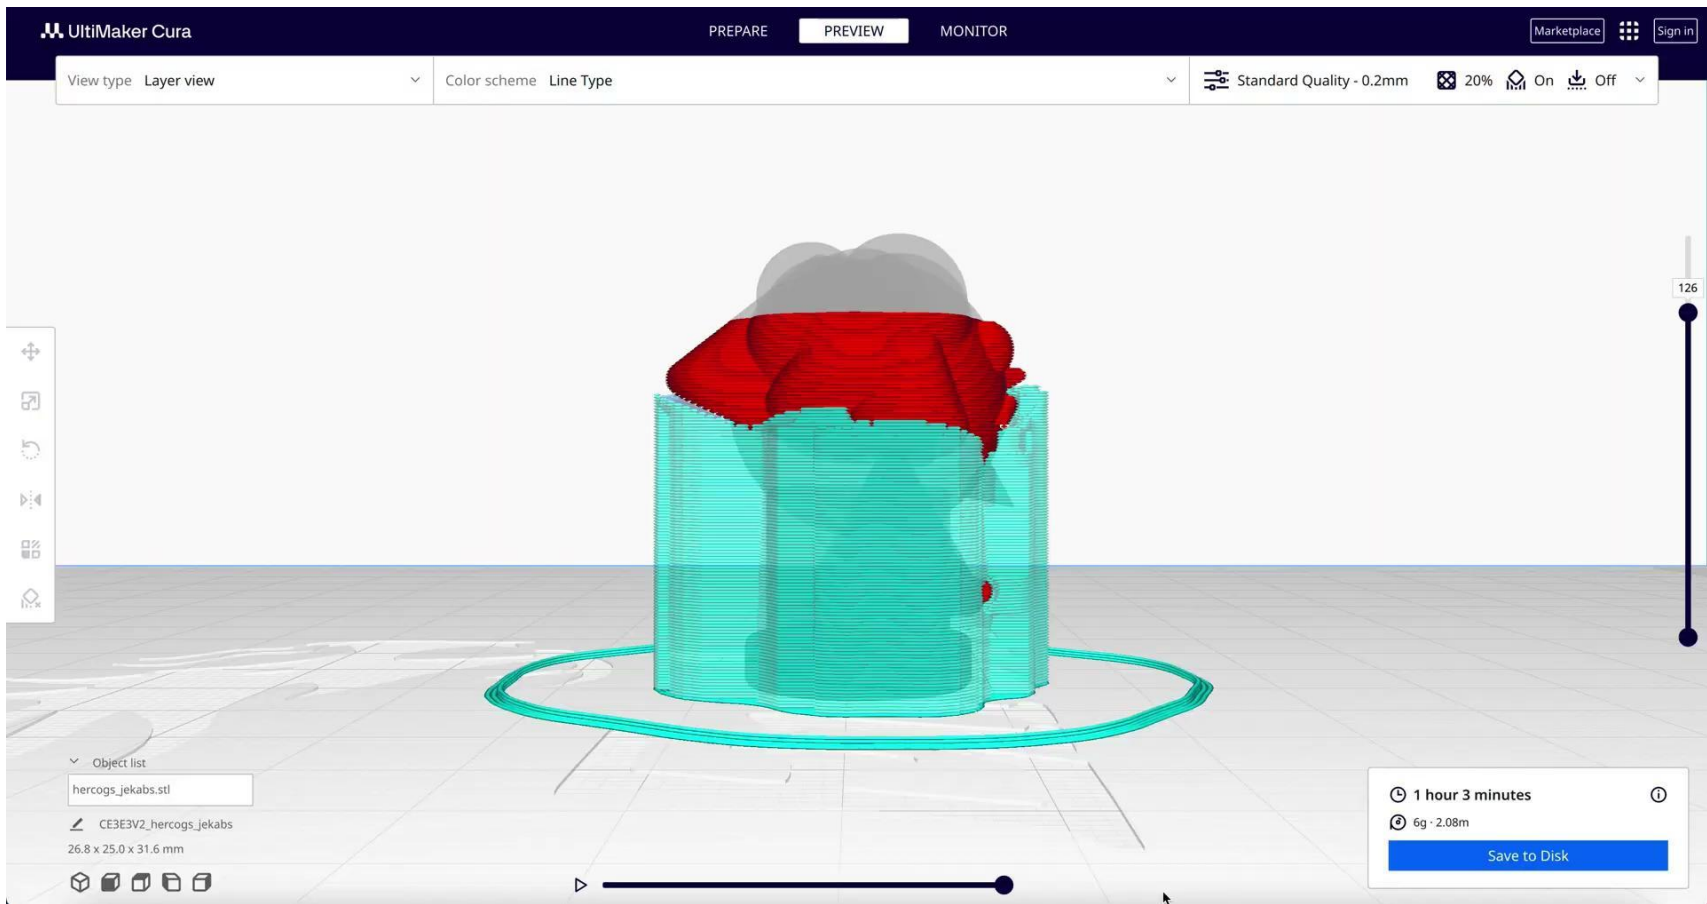 UltiMaker Cura
PREPARE PREVIEW MONITOR
Marketplace Sign in
View type Layer view
Color scheme Line Type
Standard Quality - 0.2mm 20% On Off
126
Object list
hercogs_jekabs.stl
CE3E3V2_hercogs_jekabs
26.8 x 25.0 x 31.6 mm
1 hour 3 minutes
6g · 2.08m
Save to Disk